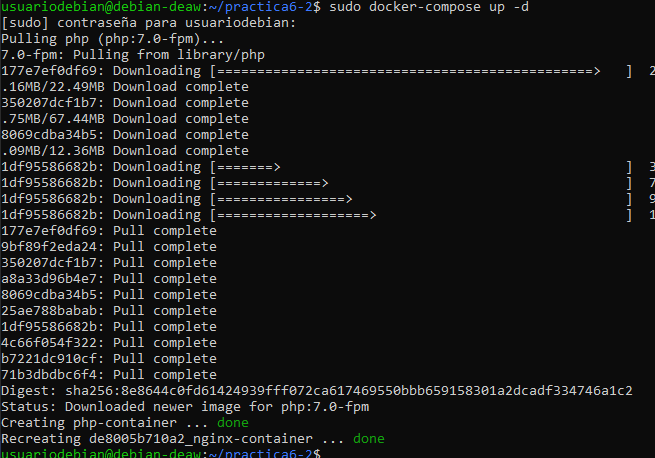 usuariodebian@debian-deaw:~/practica6-2$ sudo docker-compose up -d
[sudo] contraseña para usuariodebian:
Pulling php (php:7.0-fpm)...
7.0-fpm: Pulling from library/php
177e7ef0df69: Downloading [===============================================>   ]  2
.16MB/22.49MB Download complete
350207dcf1b7: Download complete
.75MB/67.44MB Download complete
8069cdba34b5: Download complete
.09MB/12.36MB Download complete
1df95586682b: Downloading [=======>                                           ]  3
1df95586682b: Downloading [=============>                                     ]  7
1df95586682b: Downloading [================>                                  ]  9
1df95586682b: Downloading [===================>                               ]  1
177e7ef0df69: Pull complete
9bf89f2eda24: Pull complete
350207dcf1b7: Pull complete
a8a33d96b4e7: Pull complete
8069cdba34b5: Pull complete
25ae788babab: Pull complete
1df95586682b: Pull complete
4c66f054f322: Pull complete
b7221dc910cf: Pull complete
71b3dbdbc6f4: Pull complete
Digest: sha256:8e8644c0fd61424939fff072ca617469550bbb659158301a2dcadf334746a1c2
Status: Downloaded newer image for php:7.0-fpm
Creating php-container ... done
Recreating de8005b710a2_nginx-container ... done
usuariodebian@debian-deaw:~/practica6-2$